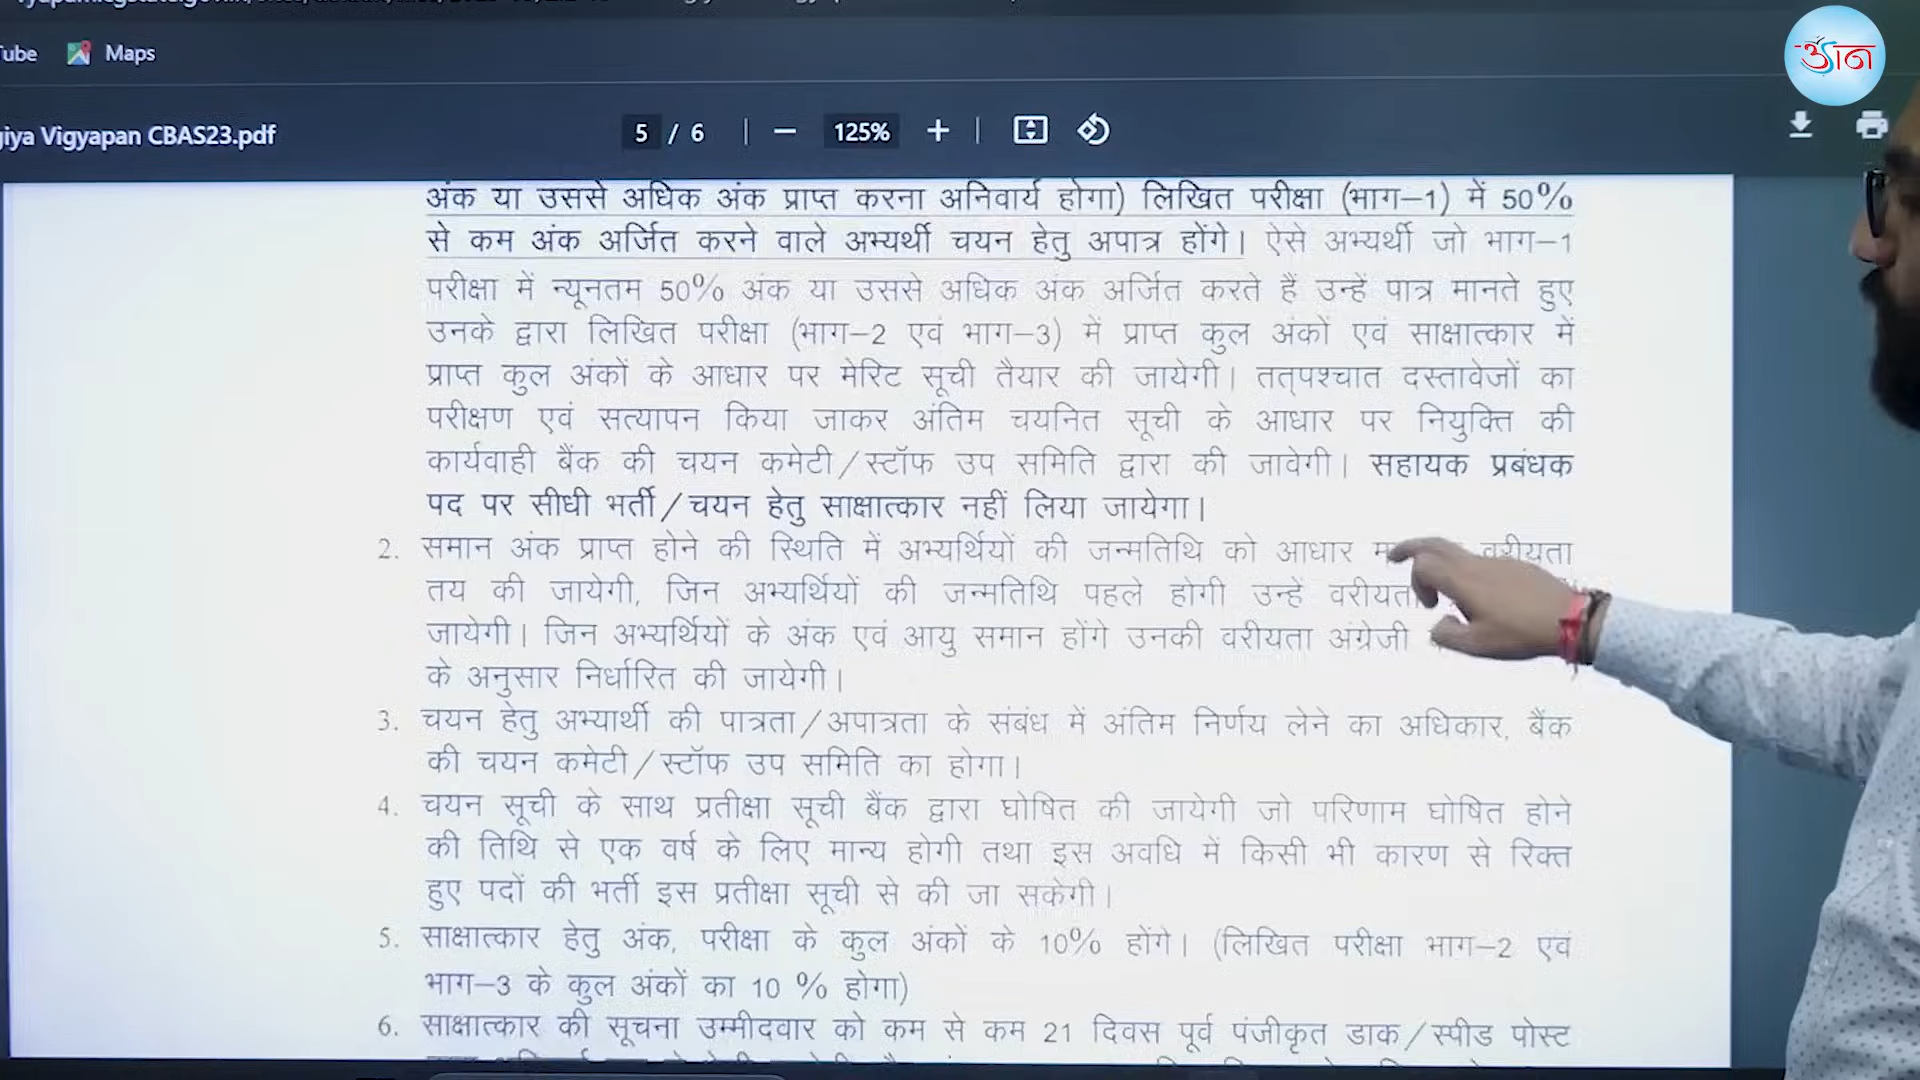 Tube Maps
ज्ञान
giya Vigyapan CBAS23.pdf 5 / 6 | − 125% + |
अंक या उससे अधिक अंक प्राप्त करना अनिवार्य होगा) लिखित परीक्षा (भाग–1) में 50%
से कम अंक अर्जित करने वाले अभ्यर्थी चयन हेतु अपात्र होंगे। ऐसे अभ्यर्थी जो भाग–1
परीक्षा में न्यूनतम 50% अंक या उससे अधिक अंक अर्जित करते हैं उन्हें पात्र मानते हुए
उनके द्वारा लिखित परीक्षा (भाग–2 एवं भाग–3) में प्राप्त कुल अंकों एवं साक्षात्कार में
प्राप्त कुल अंकों के आधार पर मेरिट सूची तैयार की जायेगी। तत्पश्चात दस्तावेजों का
परीक्षण एवं सत्यापन किया जाकर अंतिम चयनित सूची के आधार पर नियुक्ति की
कार्यवाही बैंक की चयन कमेटी/स्टॉफ उप समिति द्वारा की जावेगी। सहायक प्रबंधक
पद पर सीधी भर्ती/चयन हेतु साक्षात्कार नहीं लिया जायेगा।
2. समान अंक प्राप्त होने की स्थिति में अभ्यर्थियों की जन्मतिथि को आधार वरीयता
तय की जायेगी, जिन अभ्यर्थियों की जन्मतिथि पहले होगी उन्हें वरीयता
जायेगी। जिन अभ्यर्थियों के अंक एवं आयु समान होंगे उनकी वरीयता अंग्रेजी
के अनुसार निर्धारित की जायेगी।
3. चयन हेतु अभ्यार्थी की पात्रता/अपात्रता के संबंध में अंतिम निर्णय लेने का अधिकार, बैंक
की चयन कमेटी/स्टॉफ उप समिति का होगा।
4. चयन सूची के साथ प्रतीक्षा सूची बैंक द्वारा घोषित की जायेगी जो परिणाम घोषित होने
की तिथि से एक वर्ष के लिए मान्य होगी तथा इस अवधि में किसी भी कारण से रिक्त
हुए पदों की भर्ती इस प्रतीक्षा सूची से की जा सकेगी।
5. साक्षात्कार हेतु अंक, परीक्षा के कुल अंकों के 10% होंगे। (लिखित परीक्षा भाग–2 एवं
भाग–3 के कुल अंकों का 10 % होगा)
6. साक्षात्कार की सूचना उम्मीदवार को कम से कम 21 दिवस पूर्व पंजीकृत डाक/स्पीड पोस्ट